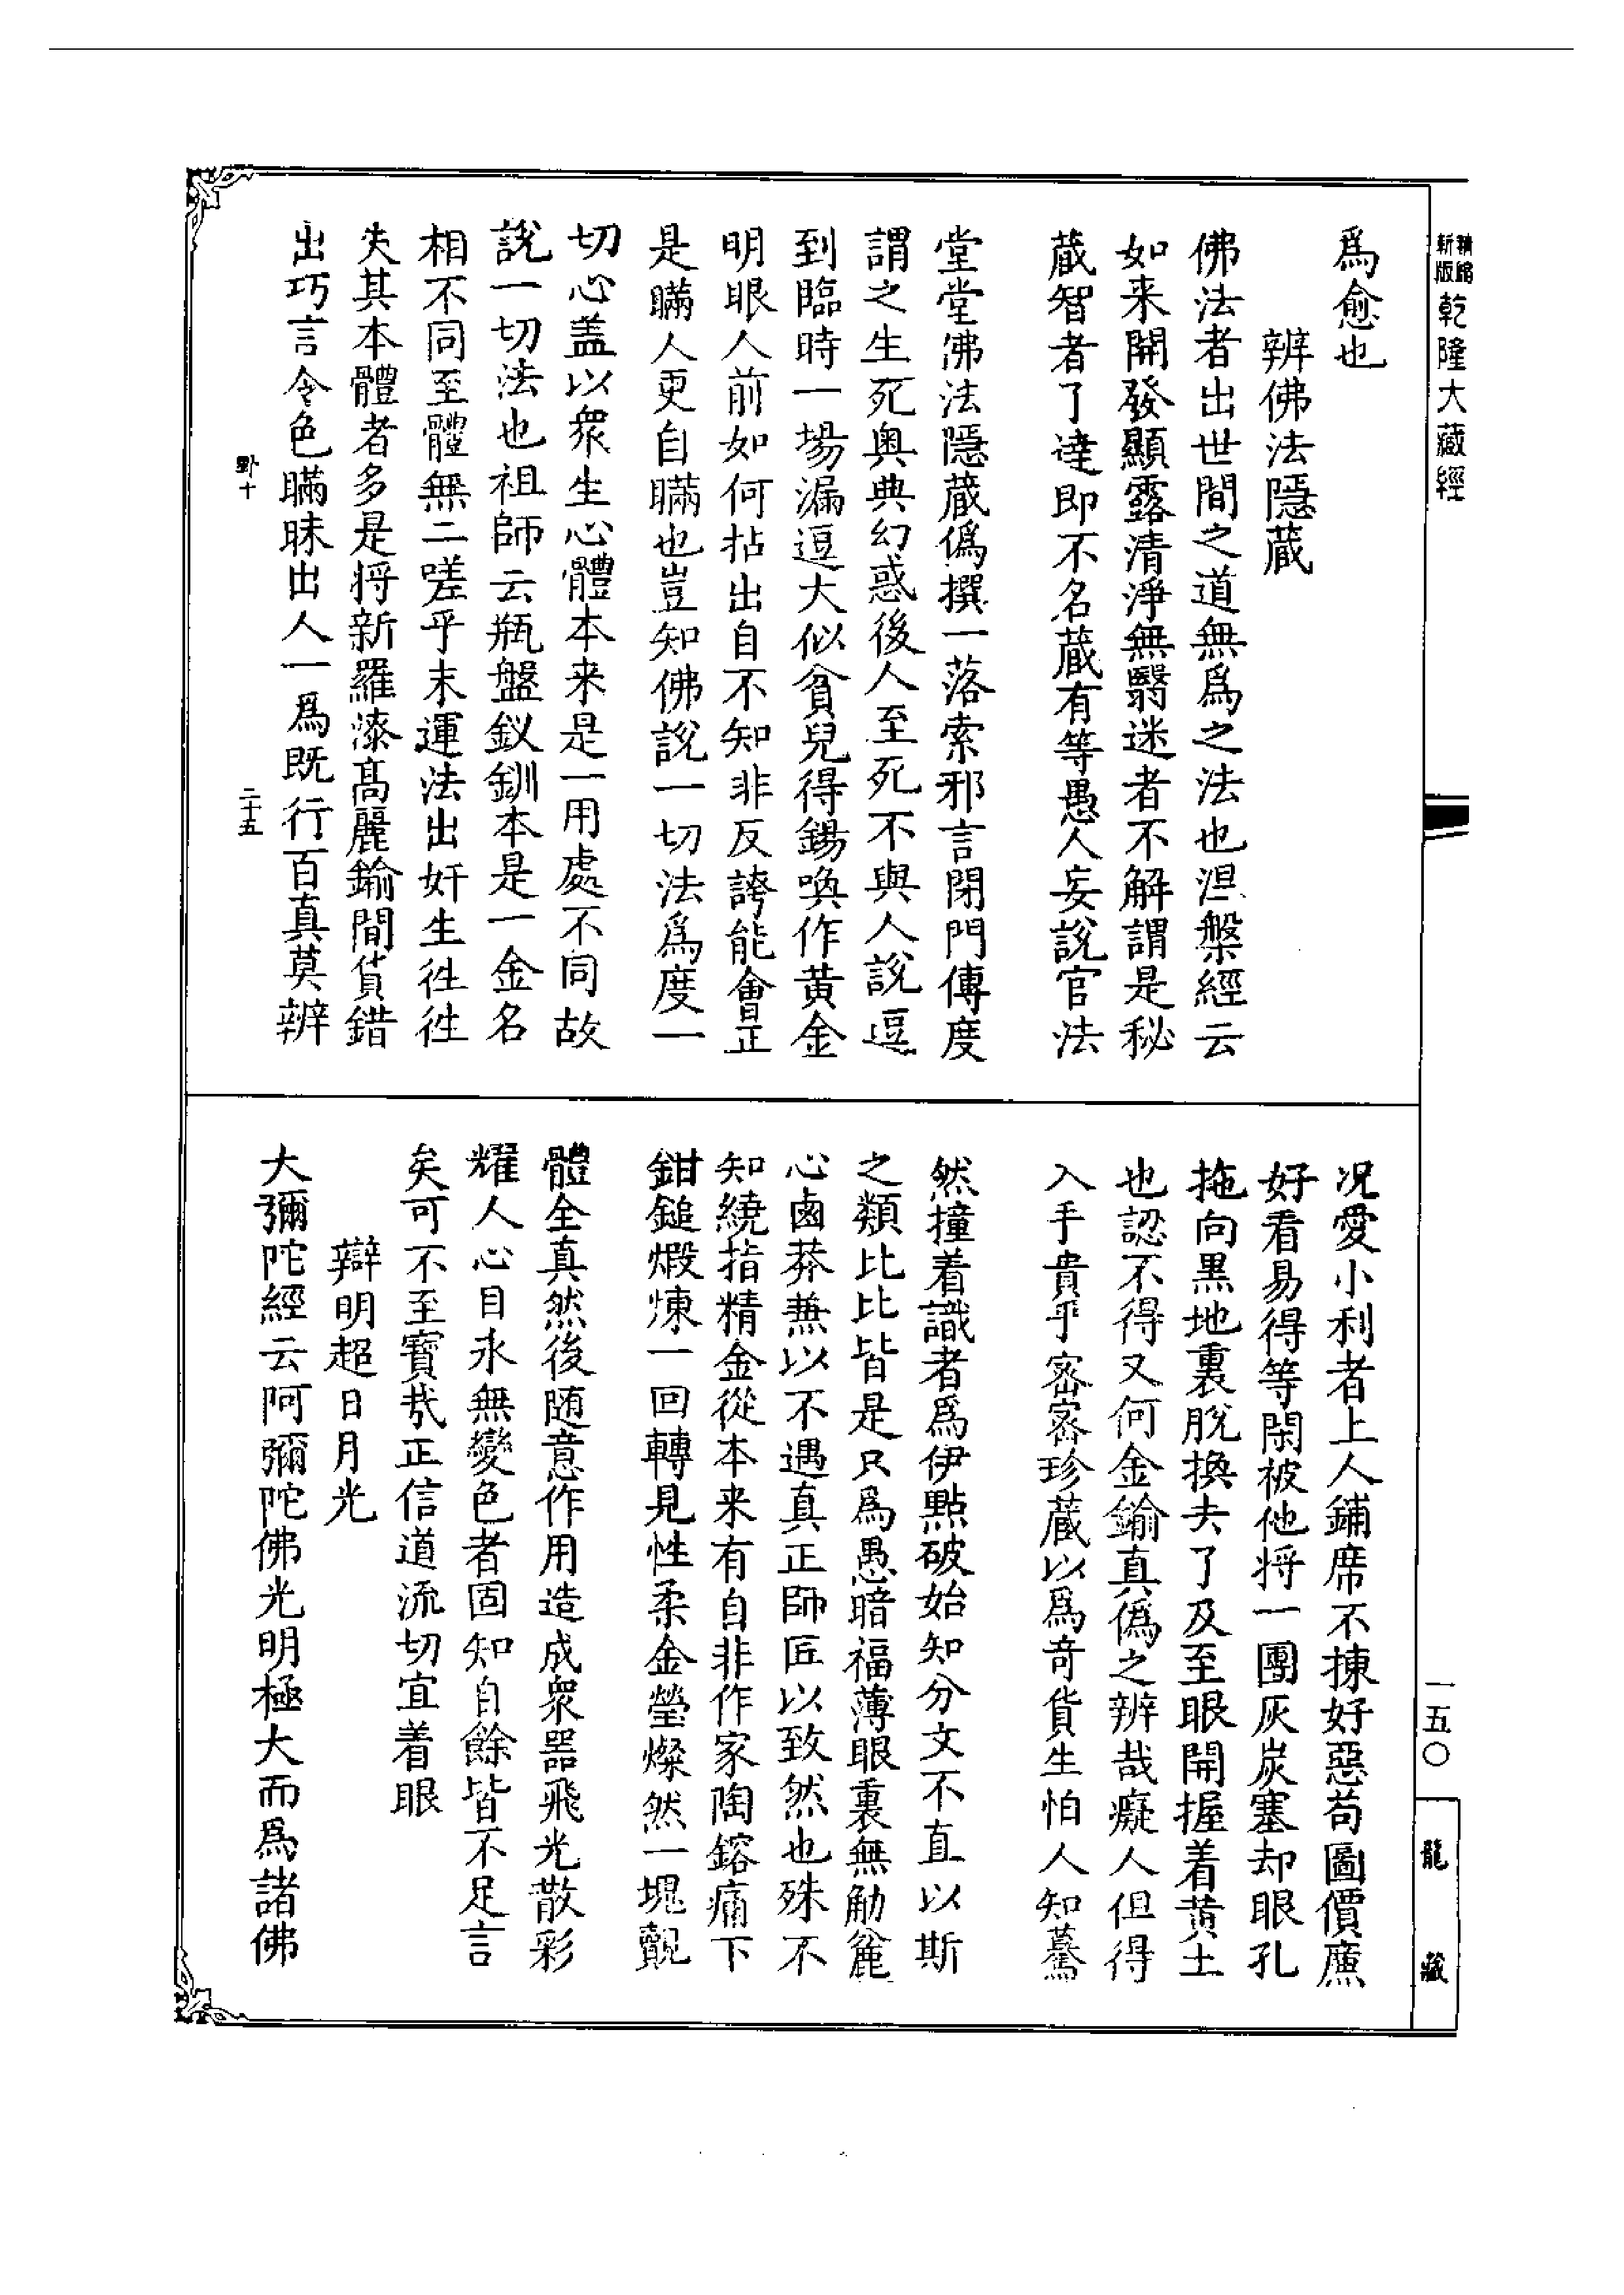 精縮
新版
乾隆大藏經
爲愈也
辨佛法隱藏
佛法者出世間之道無爲之法也涅槃經云
如来開發顯露清淨無翳迷者不解謂是秘
藏智者了達即不名藏有等愚人妄說官法
堂堂佛法隱藏僞撰一落索邪言閉門傳度
謂之生死奥典幻惑後人至死不與人說逗
到臨時一場漏逗大似貧兒得錫喚作黄金
明眼人前如何拈出自不知非反誇能會正
是瞞人更自瞞也豈知佛說一切法爲度一
切心盖以衆生心體本来是一用處不同故
說一切法也祖師云瓶盤釵釧本是一金名
相不同至體無二嗟乎末運法出奸生往往
失其本體者多是将新羅漆髙麗鍮間貨錯
出巧言令色瞞昧出人一爲既行百真莫辨
二十五
况愛小利者上人鋪席不揀好惡苟圖價廉
好看易得等閑被他将一團灰炭塞却眼孔
拖向黑地裏脫換去了及至眼開握着黄土
也認不得又何金鍮真僞之辨哉癡人但得
入手貴乎密密珍藏以爲奇貨生怕人知驀
然撞着識者爲伊點破始知分文不直以斯
之類比比皆是只爲愚暗福薄眼裏無觔麄
心鹵莽兼以不遇真正師匠以致然也殊不
知繞指精金從本来有自非作家陶鎔痛下
鉗鎚煅煉一回轉見性柔金瑩燦然一塊覿
體全真然後随意作用造成衆器飛光散彩
耀人心目永無變色者固知自餘皆不足言
矣可不至寳哉正信道流切宜着眼
辯明超日月光
大彌陀經云阿彌陀佛光明極大而爲諸佛
一五〇
龍藏